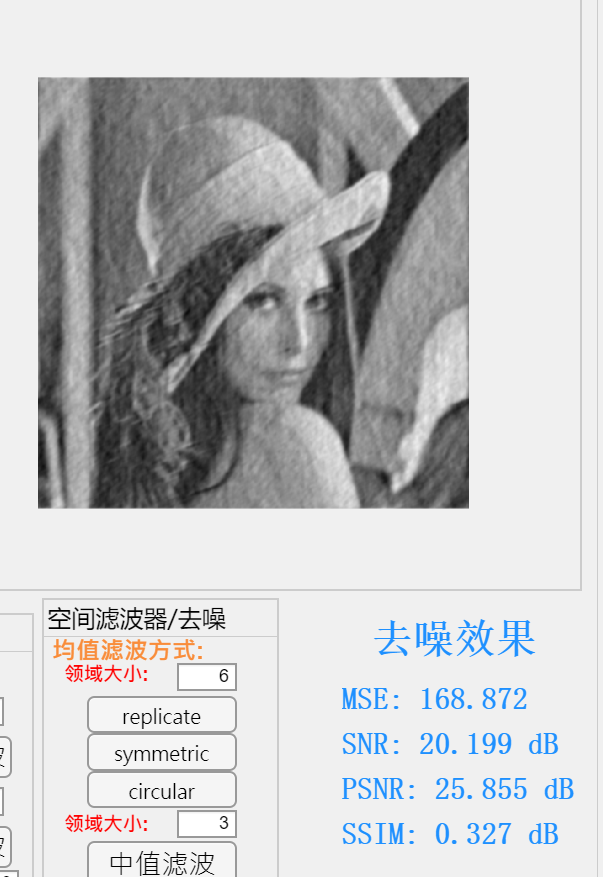 空间滤波器/去噪
均值滤波方式:
领域大小: 6
replicate
symmetric
circular
领域大小: 3
中值滤波
去噪效果
MSE: 168.872
SNR: 20.199 dB
PSNR: 25.855 dB
SSIM: 0.327 dB